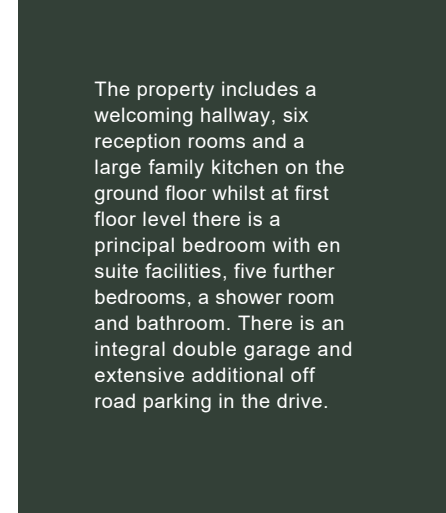 The property includes a
welcoming hallway, six
reception rooms and a
large family kitchen on the
ground floor whilst at first
floor level there is a
principal bedroom with en
suite facilities, five further
bedrooms, a shower room
and bathroom. There is an
integral double garage and
extensive additional off
road parking in the drive.